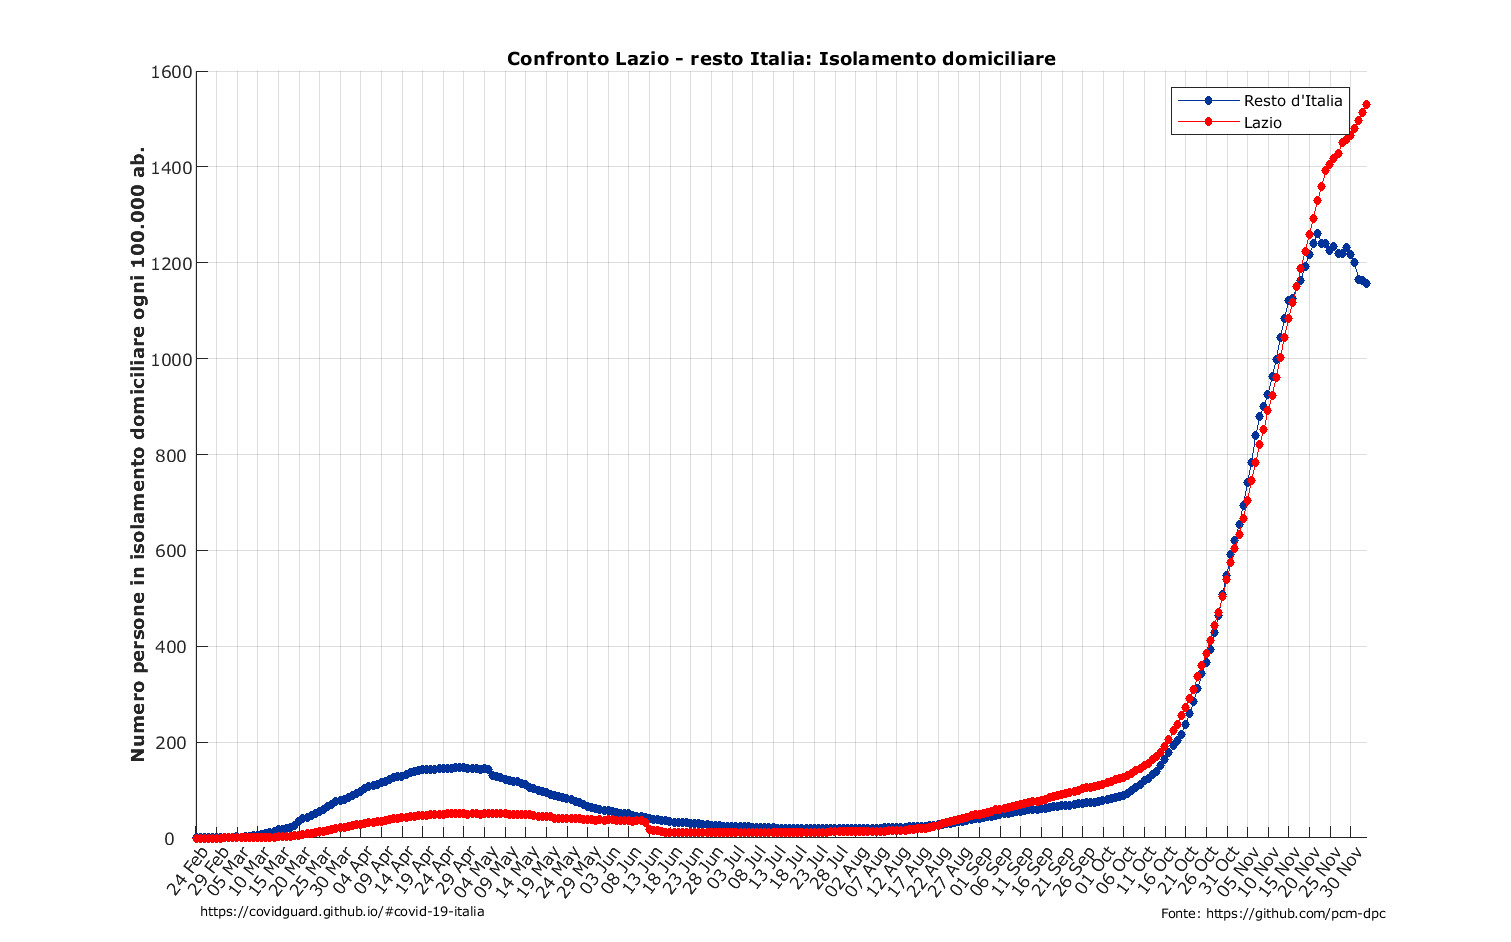 Confronto Lazio - resto Italia: Isolamento domiciliare
Numero persone in isolamento domiciliare ogni 100.000 ab.
1600
1400
1200
1000
800
600
400
200
0
Resto d'Italia
Lazio
24 Feb
29 Feb
05 Mar
10 Mar
15 Mar
20 Mar
25 Mar
30 Mar
04 Apr
09 Apr
14 Apr
19 Apr
24 Apr
29 Apr
04 May
09 May
14 May
19 May
24 May
29 May
03 Jun
08 Jun
13 Jun
18 Jun
23 Jun
28 Jun
03 Jul
08 Jul
13 Jul
18 Jul
23 Jul
28 Jul
02 Aug
07 Aug
12 Aug
17 Aug
22 Aug
27 Aug
01 Sep
06 Sep
11 Sep
16 Sep
21 Sep
26 Sep
01 Oct
06 Oct
11 Oct
16 Oct
21 Oct
26 Oct
31 Oct
05 Nov
10 Nov
15 Nov
20 Nov
25 Nov
30 Nov
https://covidguard.github.io/#covid-19-italia
Fonte: https://github.com/pcm-dpc